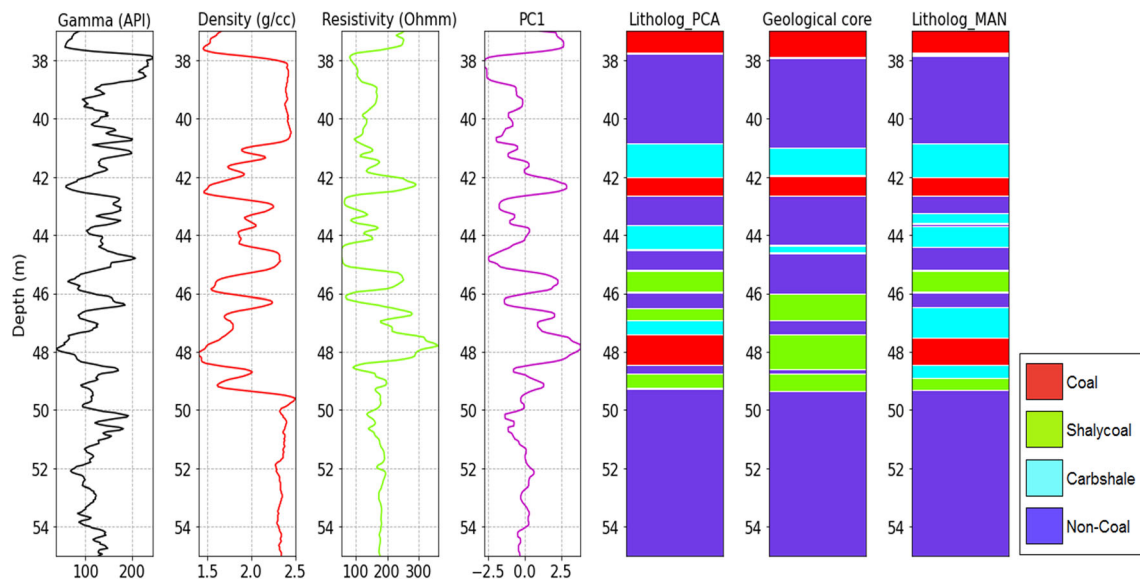 Gamma (API) Density (g/cc) Resistivity (Ohmm) PC1 Litholog_PCA Geological core Litholog_MAN
Depth (m)
38 38 38 38 38 38 38
40 40 40 40 40 40 40
42 42 42 42 42 42 42
44 44 44 44 44 44 44
46 46 46 46 46 46 46
48 48 48 48 48 48 48
50 50 50 50 50 50 50
52 52 52 52 52 52 52
54 54 54 54 54 54 54
100 200 1.5 2.0 2.5 100 200 300 −2.5 0.0 2.5
Coal
Shalycoal
Carbshale
Non-Coal